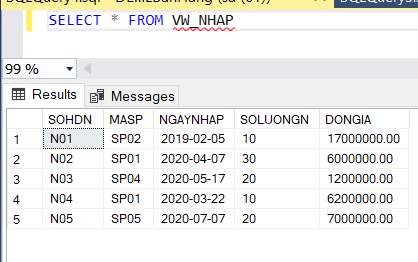 SELECT * FROM VW_NHAP
99 %
Results Messages
SOHDN MASP NGAYNHAP SOLUONGN DONGIA
1 N01 SP02 2019-02-05 10 17000000.00
2 N02 SP01 2020-04-07 30 6000000.00
3 N03 SP04 2020-05-17 20 1200000.00
4 N04 SP01 2020-03-22 10 6200000.00
5 N05 SP05 2020-07-07 20 7000000.00